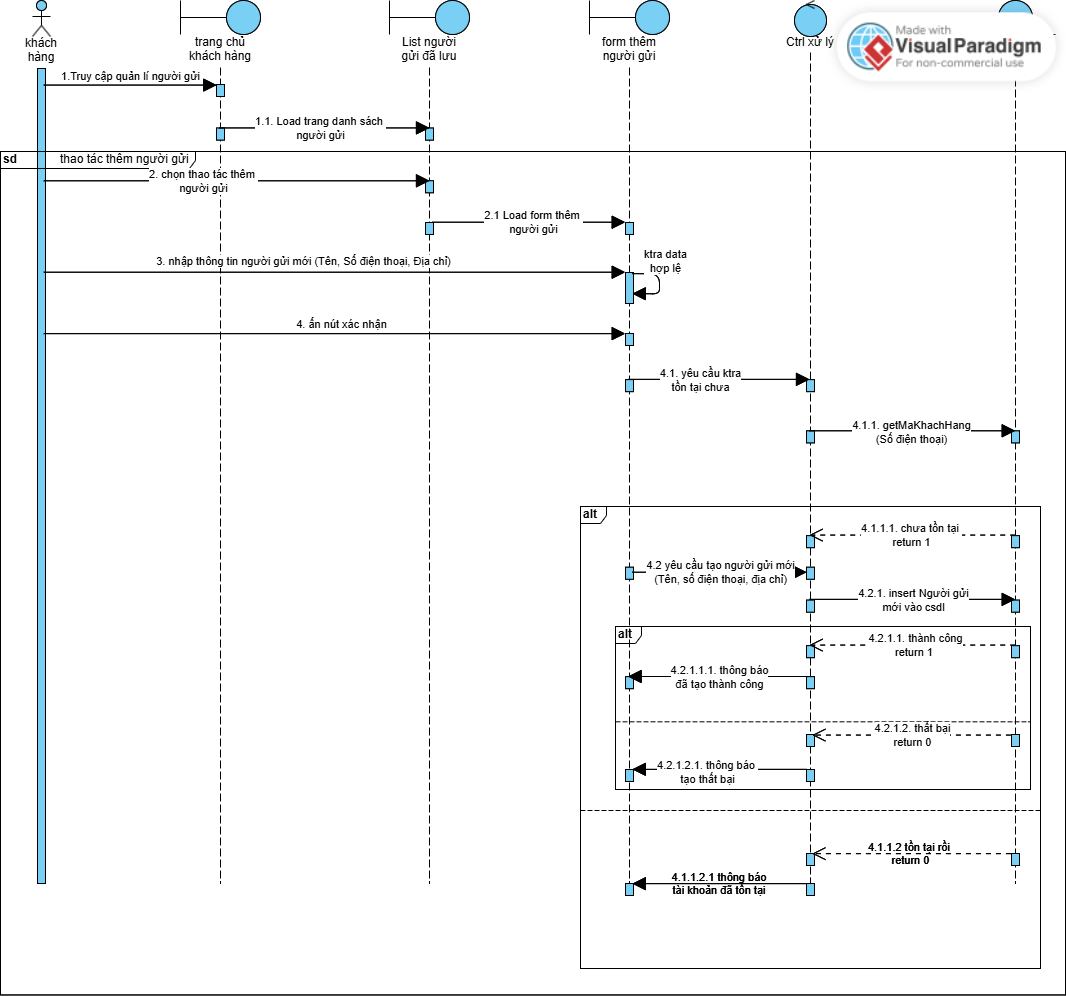 khách
hàng
trang chủ
khách hàng
List người
gửi đã lưu
form thêm
người gửi
Ctrl xử lý
Made with
VisualParadigm
For non-commercial use
1.Truy cập quản lí người gửi
1.1. Load trang danh sách
người gửi
sd
thao tác thêm người gửi
2. chọn thao tác thêm
người gửi
2.1 Load form thêm
người gửi
ktra data
hợp lệ
3. nhập thông tin người gửi mới (Tên, Số điện thoại, Địa chỉ)
4. ấn nút xác nhận
4.1. yêu cầu ktra
tồn tại chưa
4.1.1. getMaKhachHang
(Số điện thoại)
alt
4.1.1.1. chưa tồn tại
return 1
4.2 yêu cầu tạo người gửi mới
(Tên, số điện thoại, địa chỉ)
4.2.1. insert Người gửi
mới vào csdl
alt
4.2.1.1. thành công
return 1
4.2.1.1.1. thông báo
đã tạo thành công
4.2.1.2. thất bại
return 0
4.2.1.2.1. thông báo
tạo thất bại
4.1.1.2 tồn tại rồi
return 0
4.1.1.2.1 thông báo
tài khoản đã tồn tại